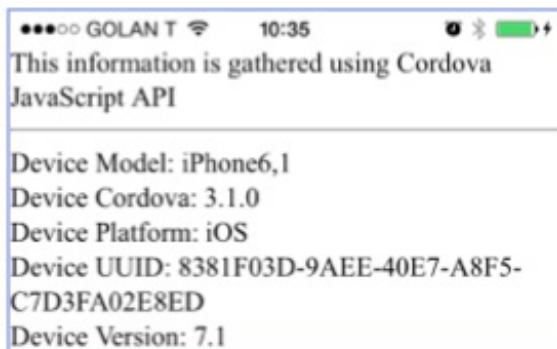 GOLAN T 10:35
This information is gathered using Cordova
JavaScript API
Device Model: iPhone6,1
Device Cordova: 3.1.0
Device Platform: iOS
Device UUID: 8381F03D-9AEE-40E7-A8F5-
C7D3FA02E8ED
Device Version: 7.1